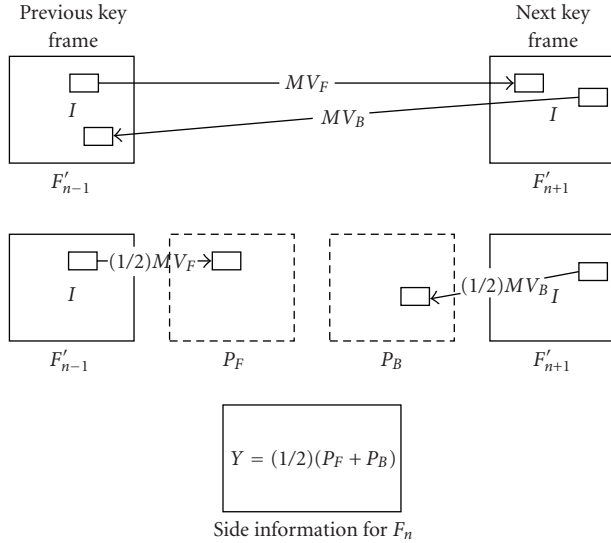 Previous key frame
Next key frame
MV_F
MV_B
I
I
F'_{n−1}
F'_{n+1}
(1/2)MV_F
(1/2)MV_B
I
I
F'_{n−1}
P_F
P_B
F'_{n+1}
Y = (1/2)(P_F + P_B)
Side information for F_n